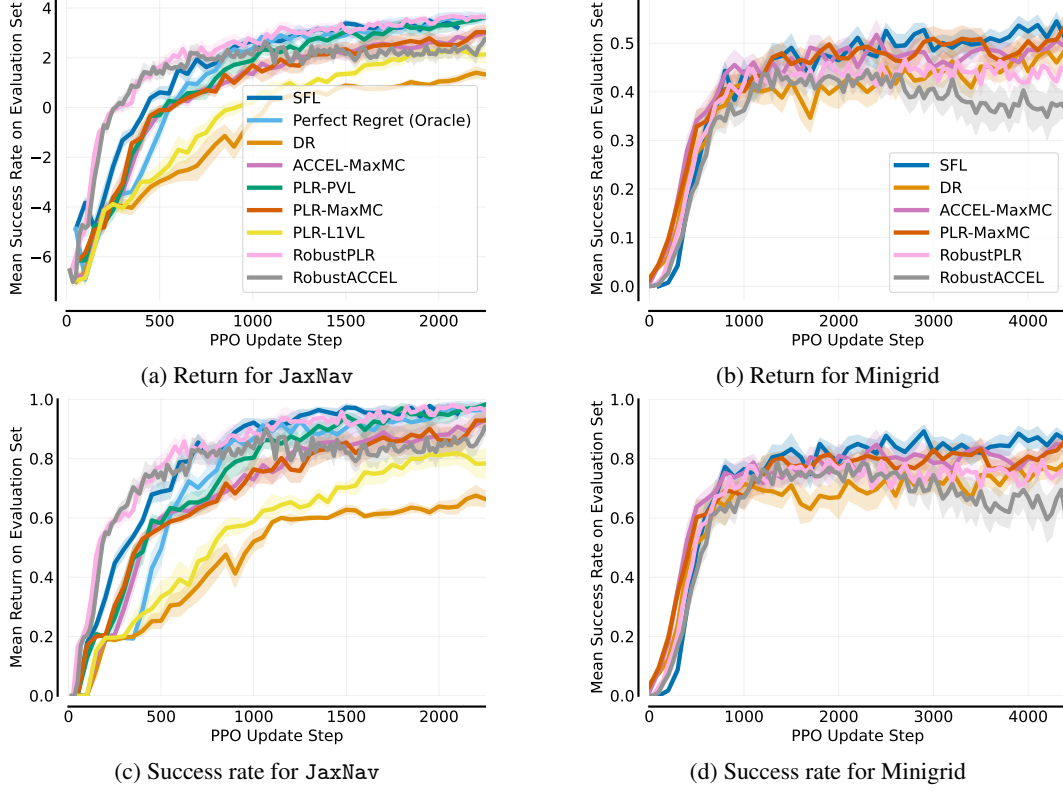 Mean Success Rate on Evaluation Set
4
2
0
−2
−4
−6
SFL
Perfect Regret (Oracle)
DR
ACCEL-MaxMC
PLR-PVL
PLR-MaxMC
PLR-L1VL
RobustPLR
RobustACCEL
0 500 1000 1500 2000
PPO Update Step
(a) Return for JaxNav
Mean Success Rate on Evaluation Set
0.5
0.4
0.3
0.2
0.1
0.0
SFL
DR
ACCEL-MaxMC
PLR-MaxMC
RobustPLR
RobustACCEL
0 1000 2000 3000 4000
PPO Update Step
(b) Return for Minigrid
Mean Return on Evaluation Set
1.0
0.8
0.6
0.4
0.2
0.0
0 500 1000 1500 2000
PPO Update Step
(c) Success rate for JaxNav
Mean Success Rate on Evaluation Set
1.0
0.8
0.6
0.4
0.2
0.0
0 1000 2000 3000 4000
PPO Update Step
(d) Success rate for Minigrid